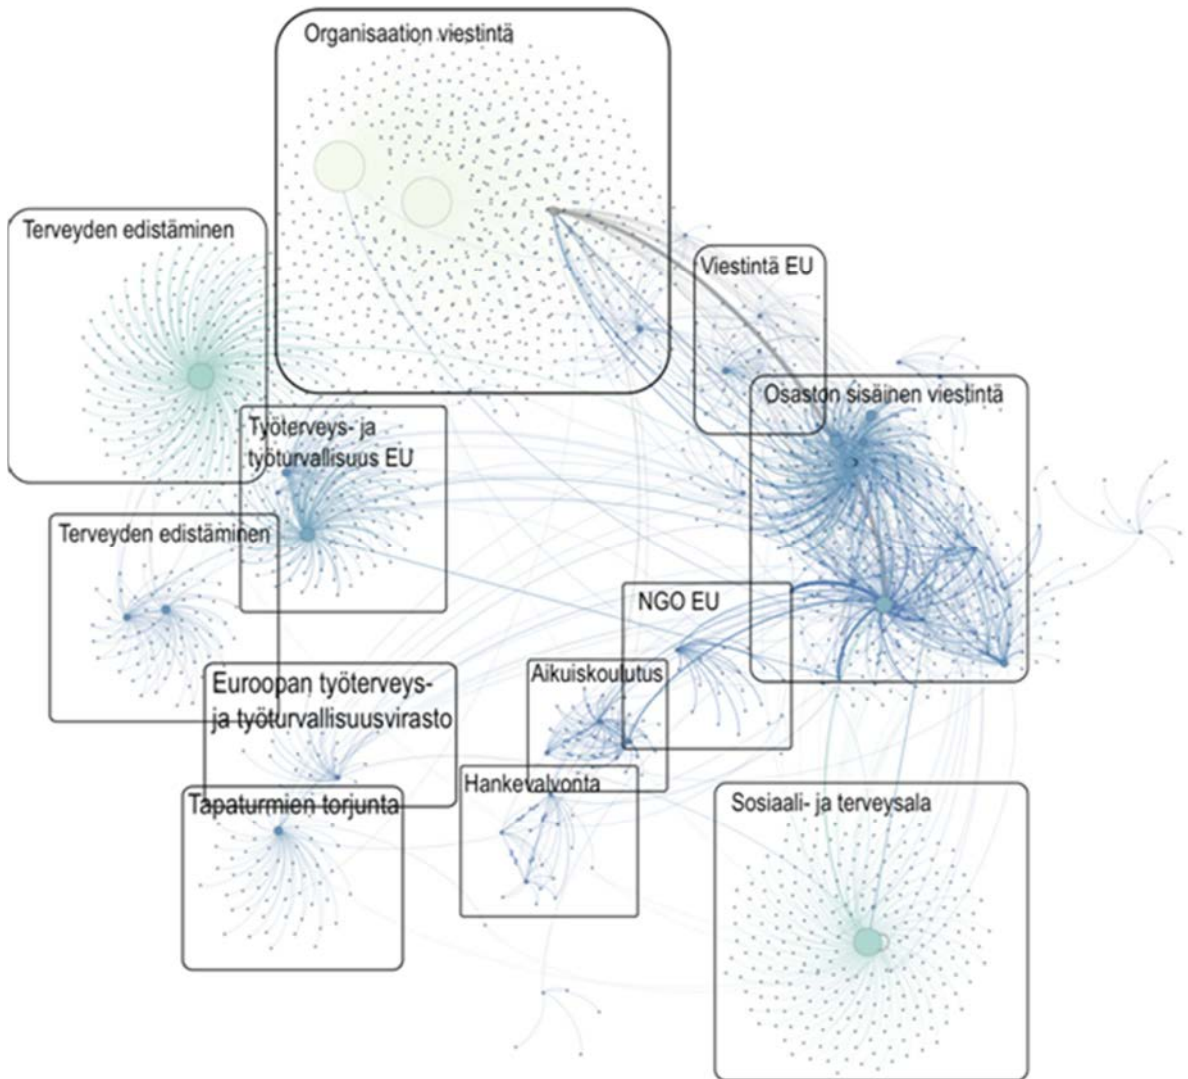 Organisaation viestintä
Terveyden edistäminen
Viestintä EU
Osaston sisäinen viestintä
Työterveys- ja
työturvallisuus EU
Terveyden edistäminen
NGO EU
Aikuiskoulutus
Euroopan työterveys-
ja työturvallisuusvirasto
Hankevalvonta
Tapaturmien torjunta
Sosiaali- ja terveysala